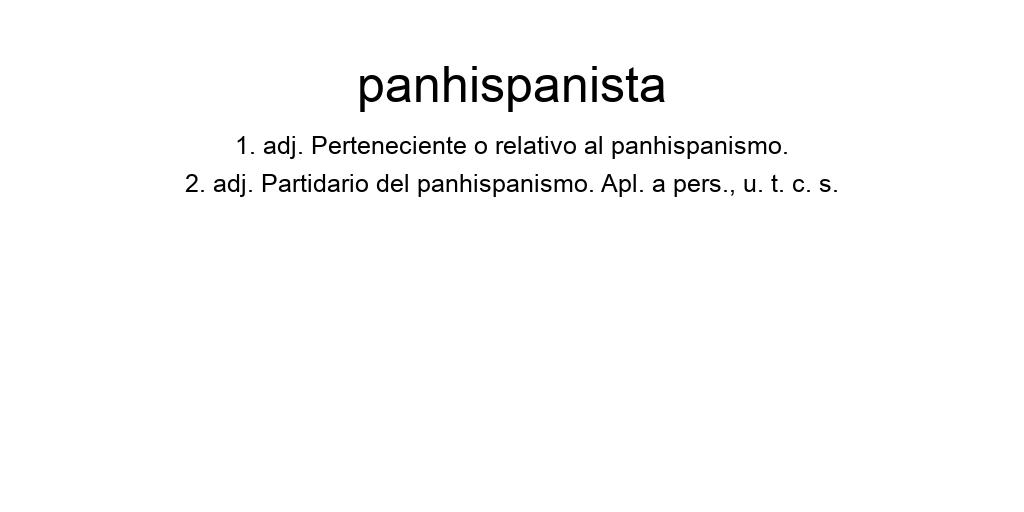 panhispanista
1. adj. Perteneciente o relativo al panhispanismo.
2. adj. Partidario del panhispanismo. Apl. a pers., u. t. c. s.